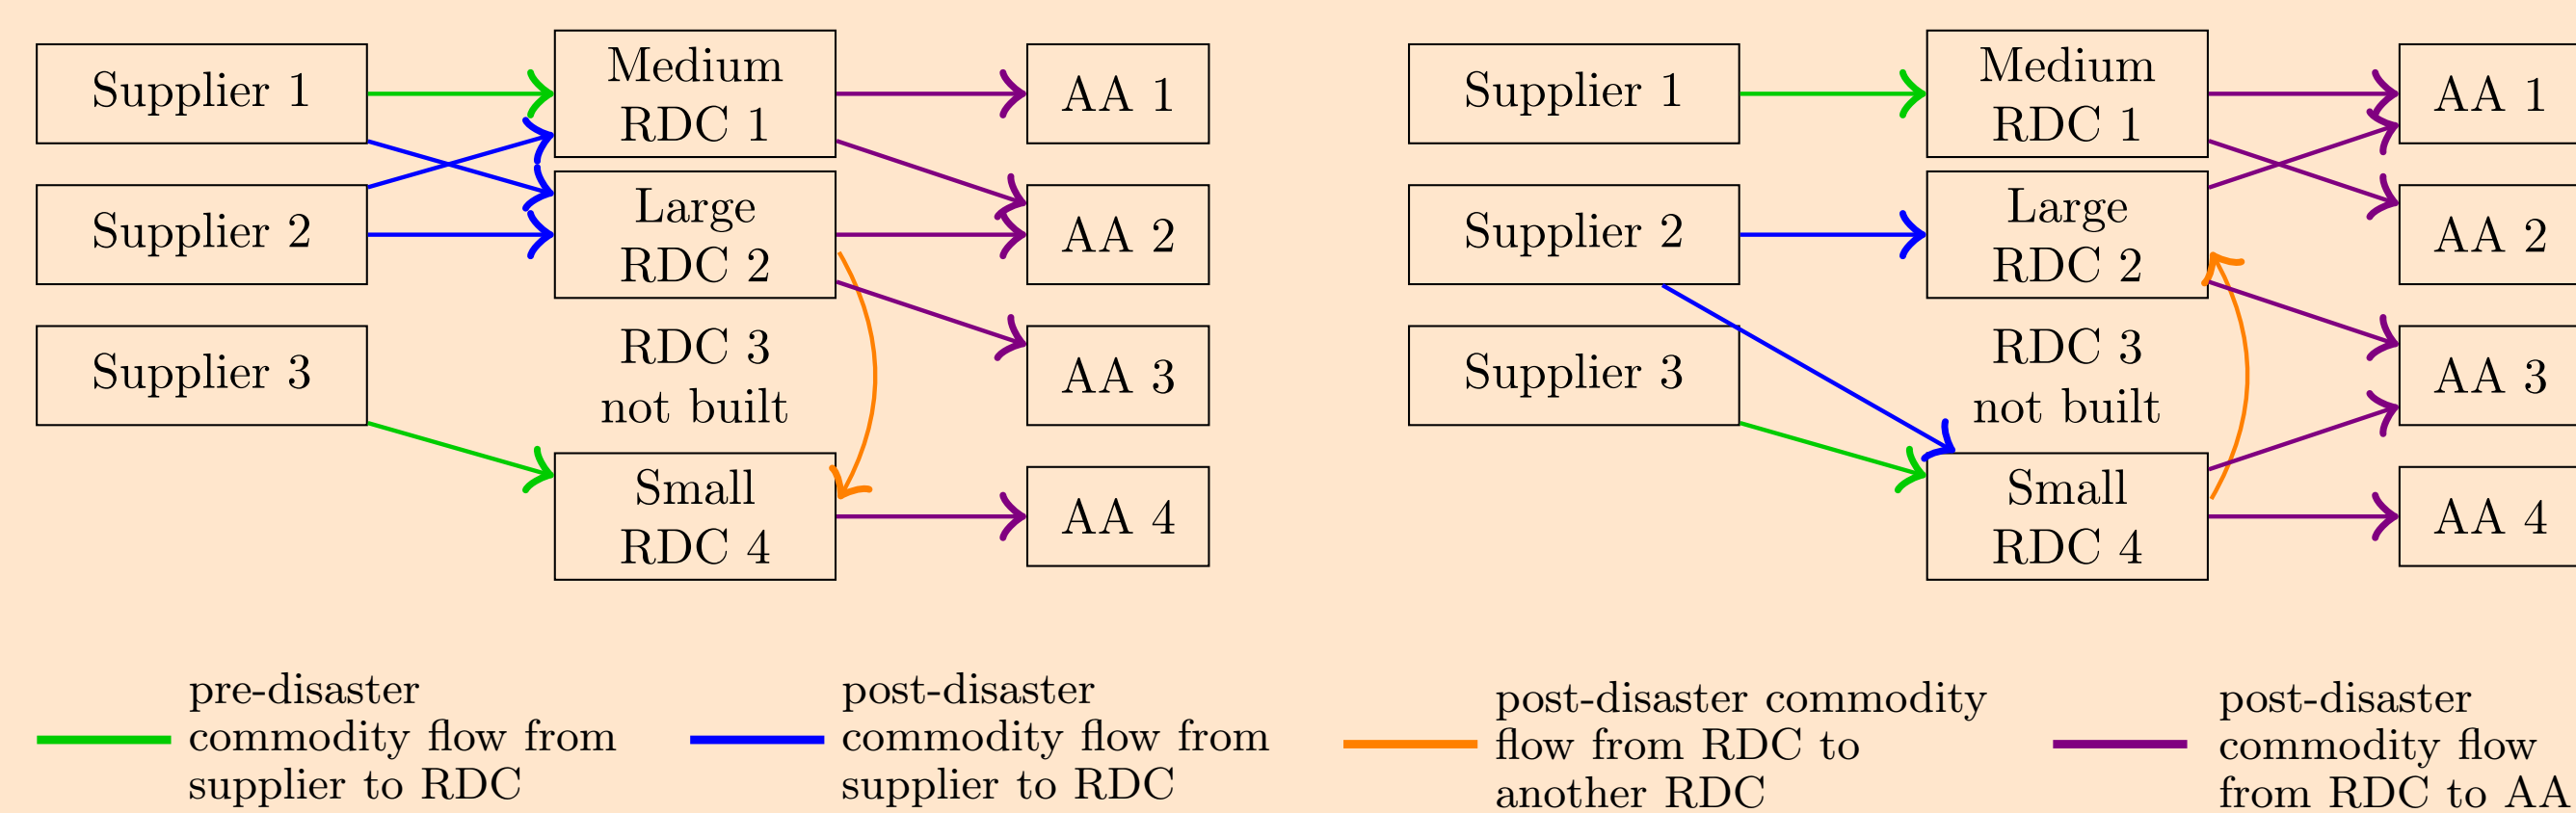 Supplier 1
Medium
RDC 1
AA 1
Supplier 2
Large
RDC 2
AA 2
Supplier 3
RDC 3
not built
AA 3
Small
RDC 4
AA 4
Supplier 1
Medium
RDC 1
AA 1
Supplier 2
Large
RDC 2
AA 2
Supplier 3
RDC 3
not built
AA 3
Small
RDC 4
AA 4
pre-disaster
commodity flow from
supplier to RDC
post-disaster
commodity flow from
supplier to RDC
post-disaster commodity
flow from RDC to
another RDC
post-disaster
commodity flow
from RDC to AA